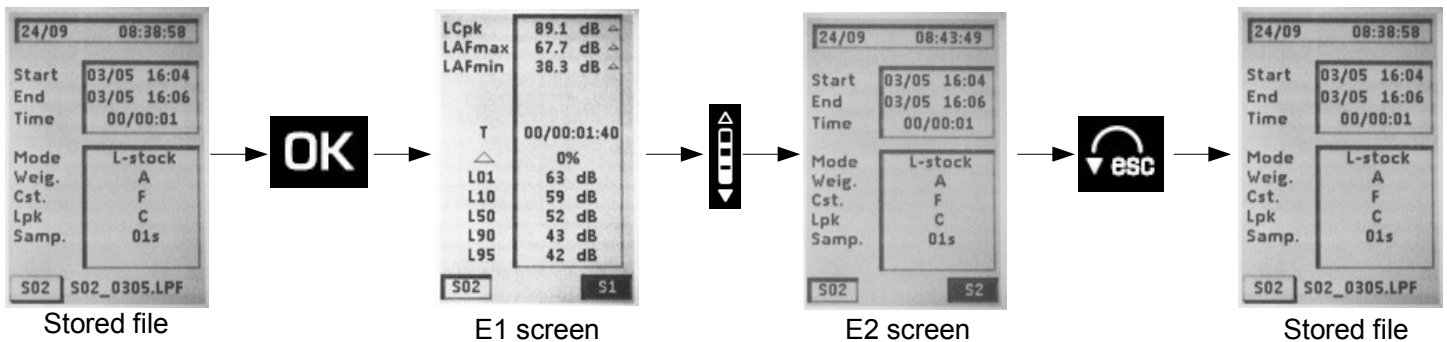 24/09 08:38:58
Start 03/05 16:04
End 03/05 16:06
Time 00/00:01
Mode L-stock
Weig. A
Cst. F
Lpk C
Samp. 01s
S02 S02_0305.LPF
Stored file
OK
LCpk 89.1 dB
LAFmax 67.7 dB
LAFmin 38.3 dB
T 00/00:01:40
0%
L01 63 dB
L10 59 dB
L50 52 dB
L90 43 dB
L95 42 dB
S02 S1
E1 screen
24/09 08:43:49
Start 03/05 16:04
End 03/05 16:06
Time 00/00:01
Mode L-stock
Weig. A
Cst. F
Lpk C
Samp. 01s
S02 S2
E2 screen
esc
24/09 08:38:58
Start 03/05 16:04
End 03/05 16:06
Time 00/00:01
Mode L-stock
Weig. A
Cst. F
Lpk C
Samp. 01s
S02 S02_0305.LPF
Stored file